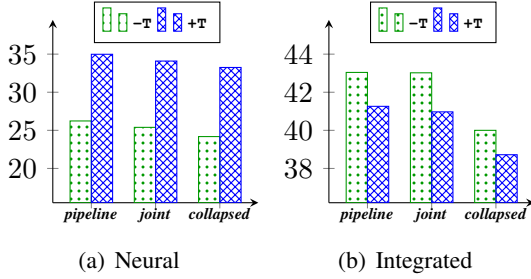 -T +T
35
30
25
20
pipeline joint collapsed
(a) Neural
-T +T
44
42
40
38
pipeline joint collapsed
(b) Integrated